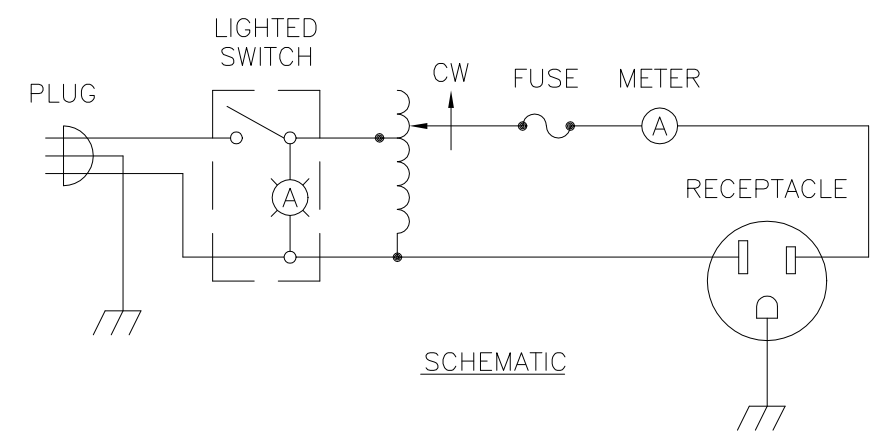 LIGHTED
SWITCH
PLUG
CW
FUSE
METER
A
A
RECEPTACLE
SCHEMATIC